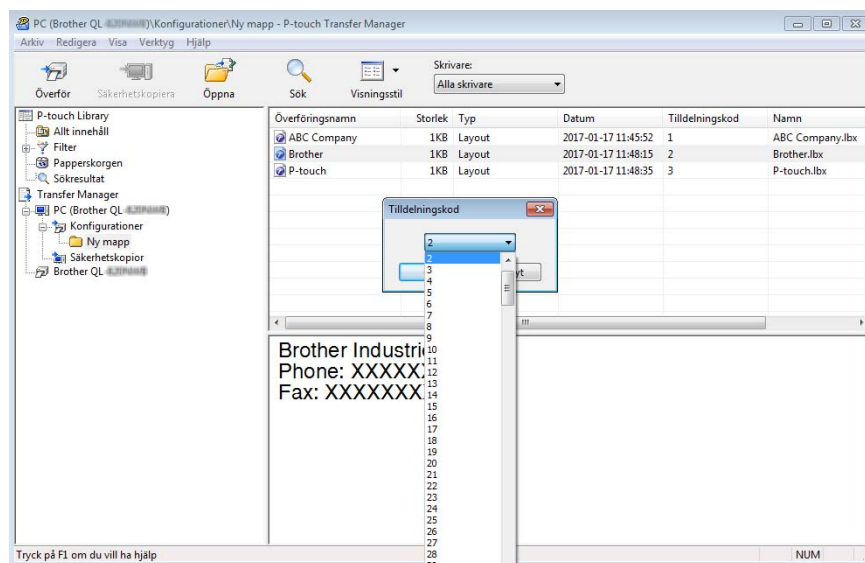 PC (Brother QL )\Konfigurationer\Ny mapp - P-touch Transfer Manager
Arkiv Redigera Visa Verktyg Hjälp
Överför Säkerhetskopiera Öppna Sök Visningsstil
Skrivare:
Alla skrivare
P-touch Library
Allt innehåll
Filter
Papperskorgen
Sökresultat
Transfer Manager
PC (Brother QL )
Konfigurationer
Ny mapp
Säkerhetskopior
Brother QL
Överföringsnamn Storlek Typ Datum Tilldelningskod Namn
ABC Company 1KB Layout 2017-01-17 11:45:52 1 ABC Company.lbx
Brother 1KB Layout 2017-01-17 11:48:15 2 Brother.lbx
P-touch 1KB Layout 2017-01-17 11:48:35 3 P-touch.lbx
Tilldelningskod
2
2
3
4
5
6
7
8
9
10
11
12
13
14
15
16
17
18
19
20
21
22
23
24
25
26
27
28
yt
Brother Industri
Phone: XXXXX
Fax: XXXXXXX
Tryck på F1 om du vill ha hjälp
NUM